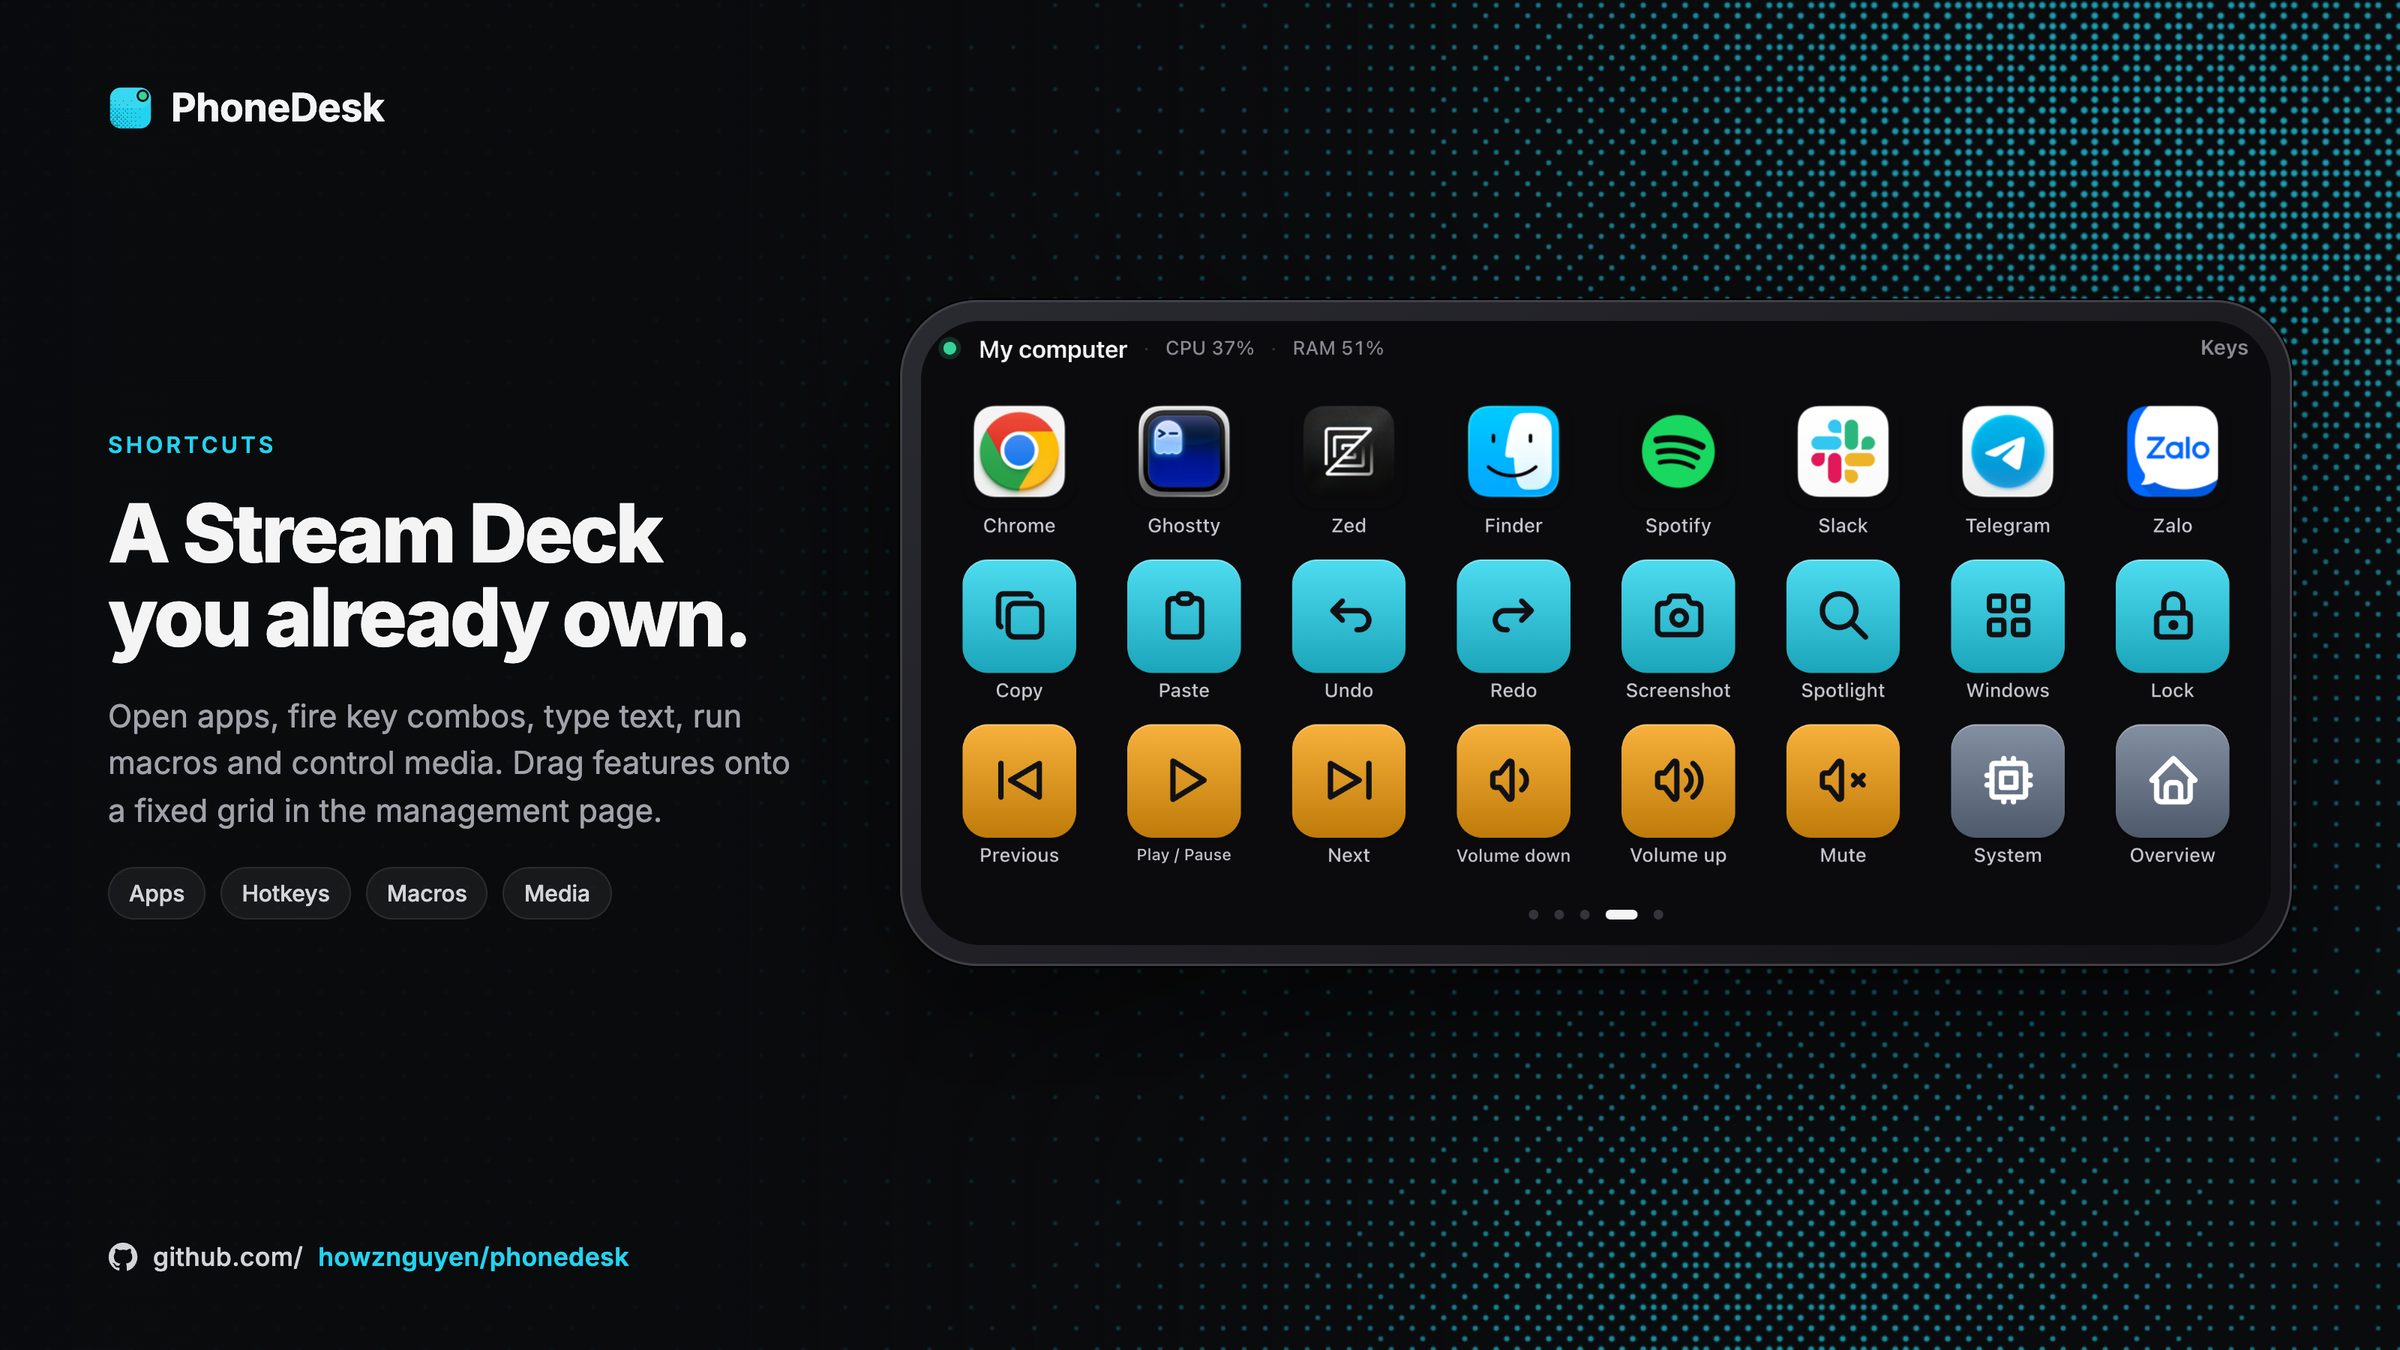 PhoneDesk
SHORTCUTS
A Stream Deck
you already own.
Open apps, fire key combos, type text, run
macros and control media. Drag features onto
a fixed grid in the management page.
Apps Hotkeys Macros Media
github.com/ howznguyen/phonedesk
My computer · CPU 37% · RAM 51% Keys
Zalo
Chrome Ghostty Zed Finder Spotify Slack Telegram Zalo
Copy Paste Undo Redo Screenshot Spotlight Windows Lock
Previous Play / Pause Next Volume down Volume up Mute System Overview